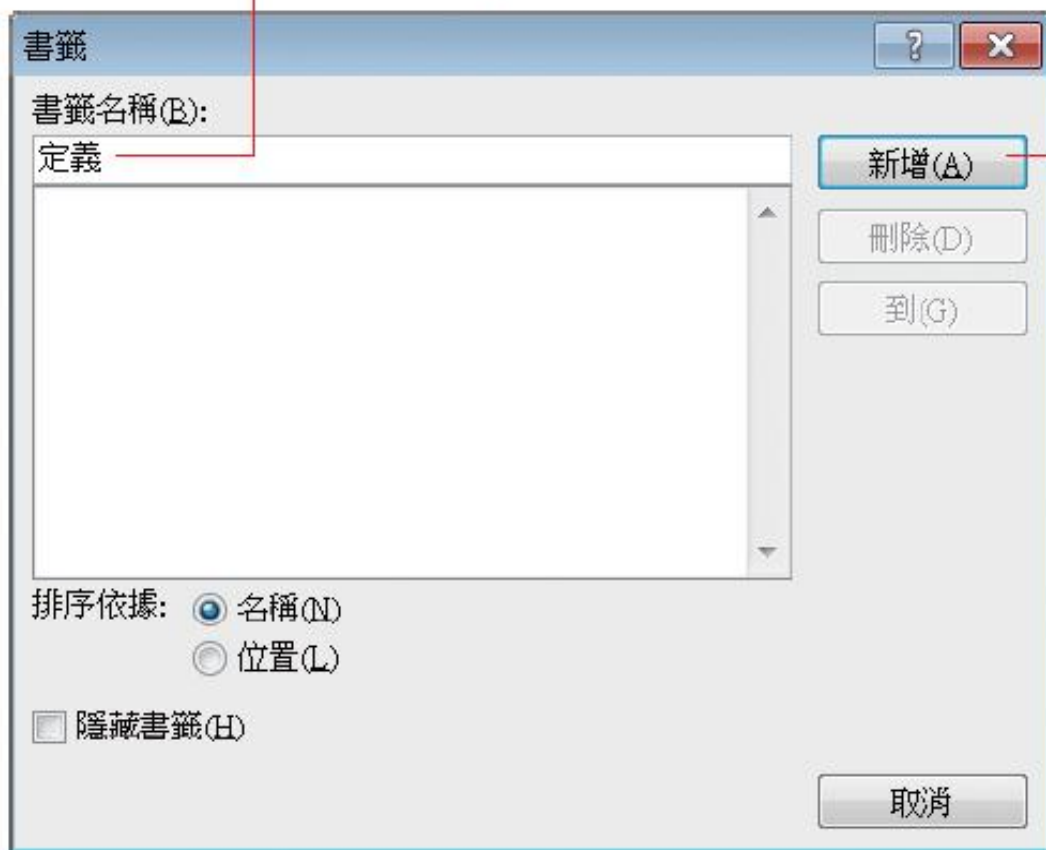 書籤
書籤名稱(B):
定義
新增(A)
刪除(D)
到(G)
排序依據: 名稱(N)
位置(L)
隱藏書籤(H)
取消